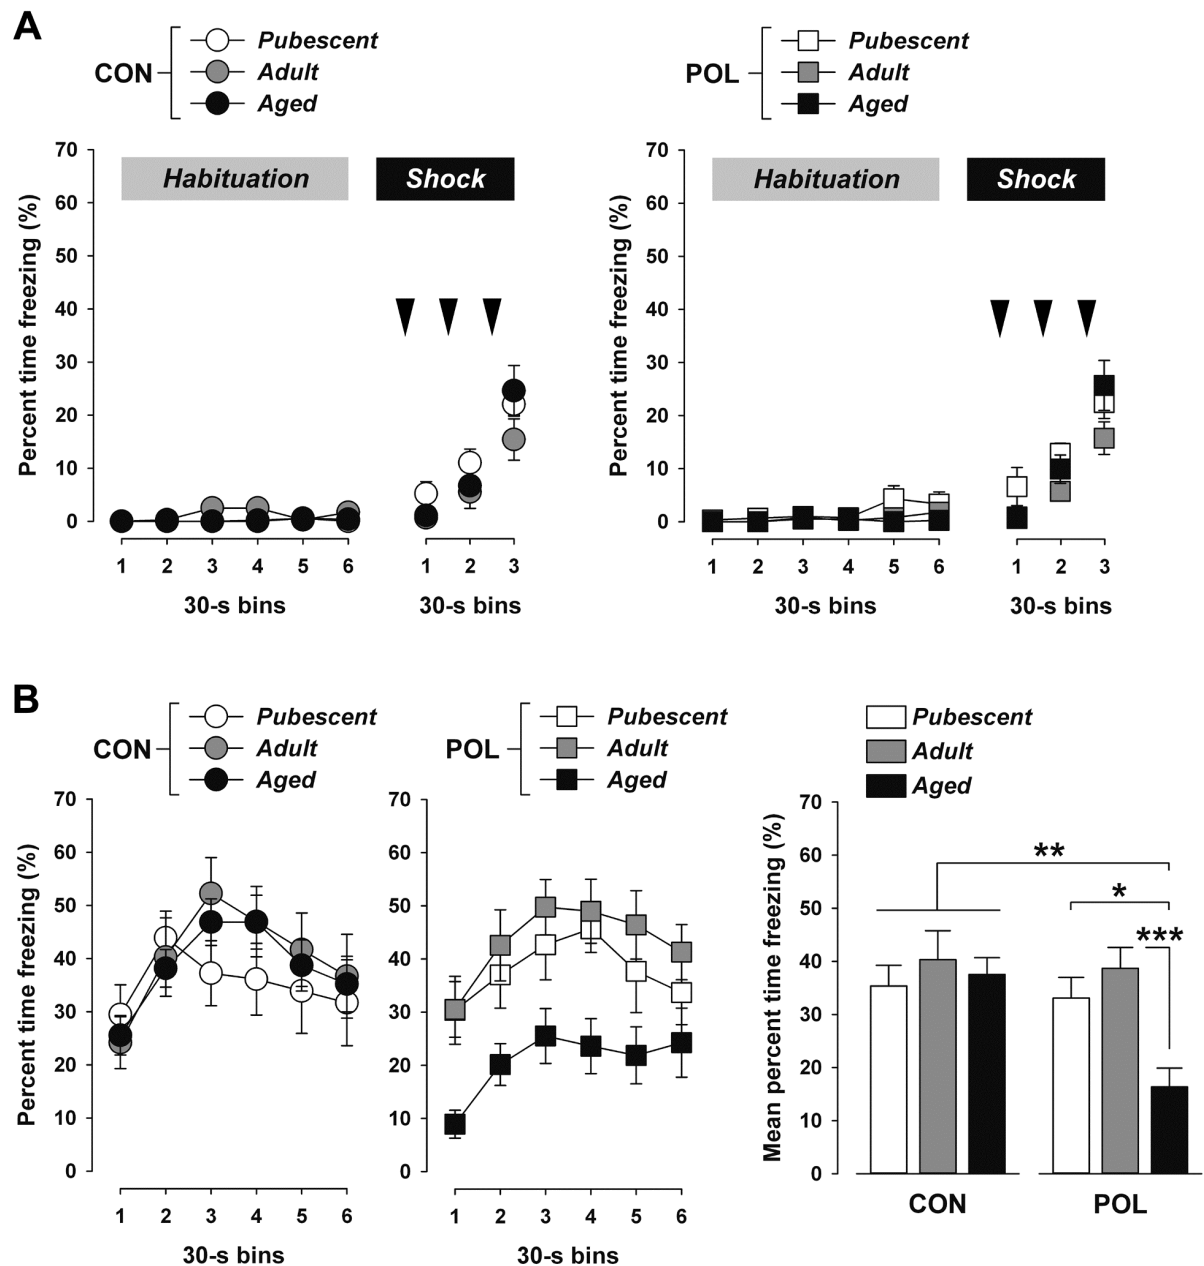 A
CON
Pubescent
Adult
Aged
POL
Pubescent
Adult
Aged
Percent time freezing (%)
70
60
50
40
30
20
10
0
Habituation
Shock
1 2 3 4 5 6
1 2 3
30-s bins
30-s bins
Percent time freezing (%)
70
60
50
40
30
20
10
0
Habituation
Shock
1 2 3 4 5 6
1 2 3
30-s bins
30-s bins
B
CON
Pubescent
Adult
Aged
Percent time freezing (%)
70
60
50
40
30
20
10
0
1 2 3 4 5 6
30-s bins
POL
Pubescent
Adult
Aged
70
60
50
40
30
20
10
0
1 2 3 4 5 6
30-s bins
Pubescent
Adult
Aged
Mean percent time freezing (%)
70
60
50
40
30
20
10
0
**
*
***
CON
POL